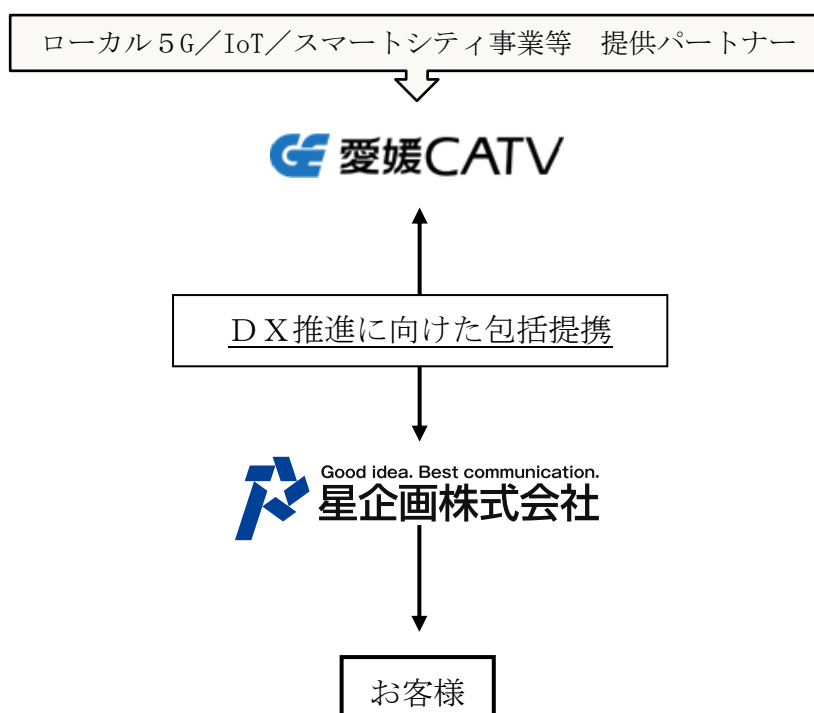 ローカル５G／IoT／スマートシティ事業等　提供パートナー
愛媛CATV
ＤＸ推進に向けた包括提携
Good idea. Best communication.
星企画株式会社
お客様